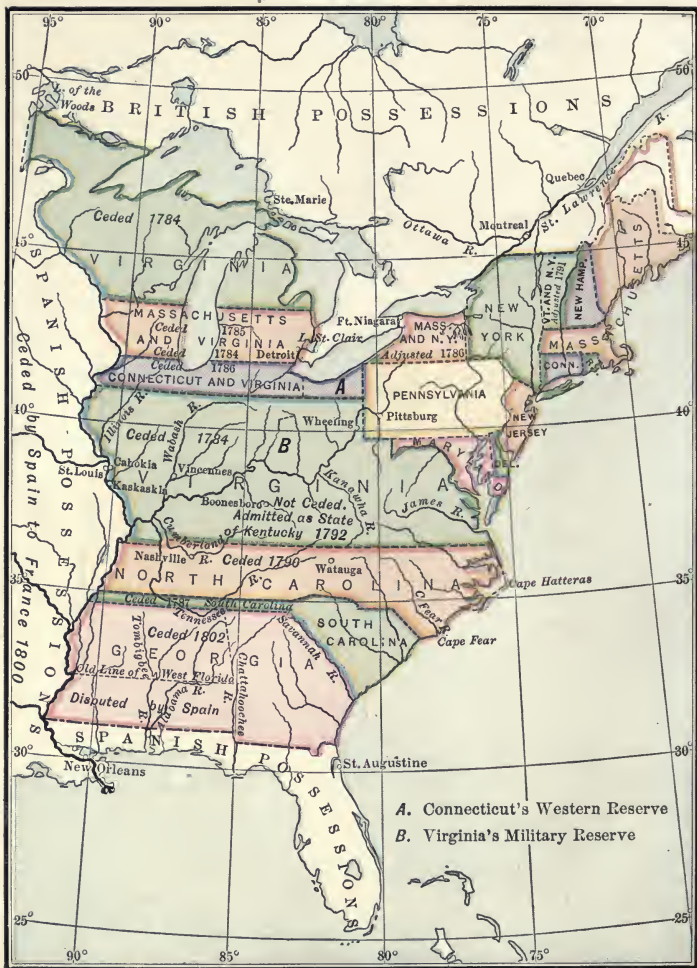 95°
90°
85°
80°
75°
70°
50°
L. of the
Woods
BRITISH POSSESSIONS
R.
Quebec
St. Lawrence
Ste. Marie
Montreal
Ottawa R.
45°
Ceded 1784
VIRGINIA
MASSACHUSETTS
Ceded 1785
AND VIRGINIA
Ceded 1784
Detroit
L. St. Clair
Ft. Niagara
MASS.
AND N.Y.
Adjusted 1786
NEW
YORK
VT. AND N.Y.
Adjusted 1791
NEW HAMP.
MASSACHUSETTS
MASS.
CONN.
R.I.
Ceded 1786
CONNECTICUT AND VIRGINIA
A
PENNSYLVANIA
Pittsburg
NEW
JERSEY
40°
40°
Illinois R.
Wabash R.
Wheeling
Ceded 1784
B
MARYLAND
DEL.
St. Louis
Cahokia
Vincennes
Kaskaskia
VIRGINIA
Kanawha R.
James R.
Boonesboro
Not Ceded.
Admitted as State
of Kentucky 1792
Cumberland R.
Nashville
Ceded 1790
Watauga
NORTH CAROLINA
C. Fear R.
Cape Hatteras
35°
35°
Ceded 1787 South Carolina
Tennessee R.
SOUTH
CAROLINA
Cape Fear
Ceded 1802
Savannah R.
Tombigbee R.
GEORGIA
Old Line of West Florida
Alabama R.
Chattahoochee R.
Disputed by Spain
SPANISH POSSESSIONS
Ceded by Spain to France 1800
SPANISH POSSESSIONS
30°
30°
New Orleans
St. Augustine
A. Connecticut's Western Reserve
B. Virginia's Military Reserve
25°
25°
90°
85°
80°
75°